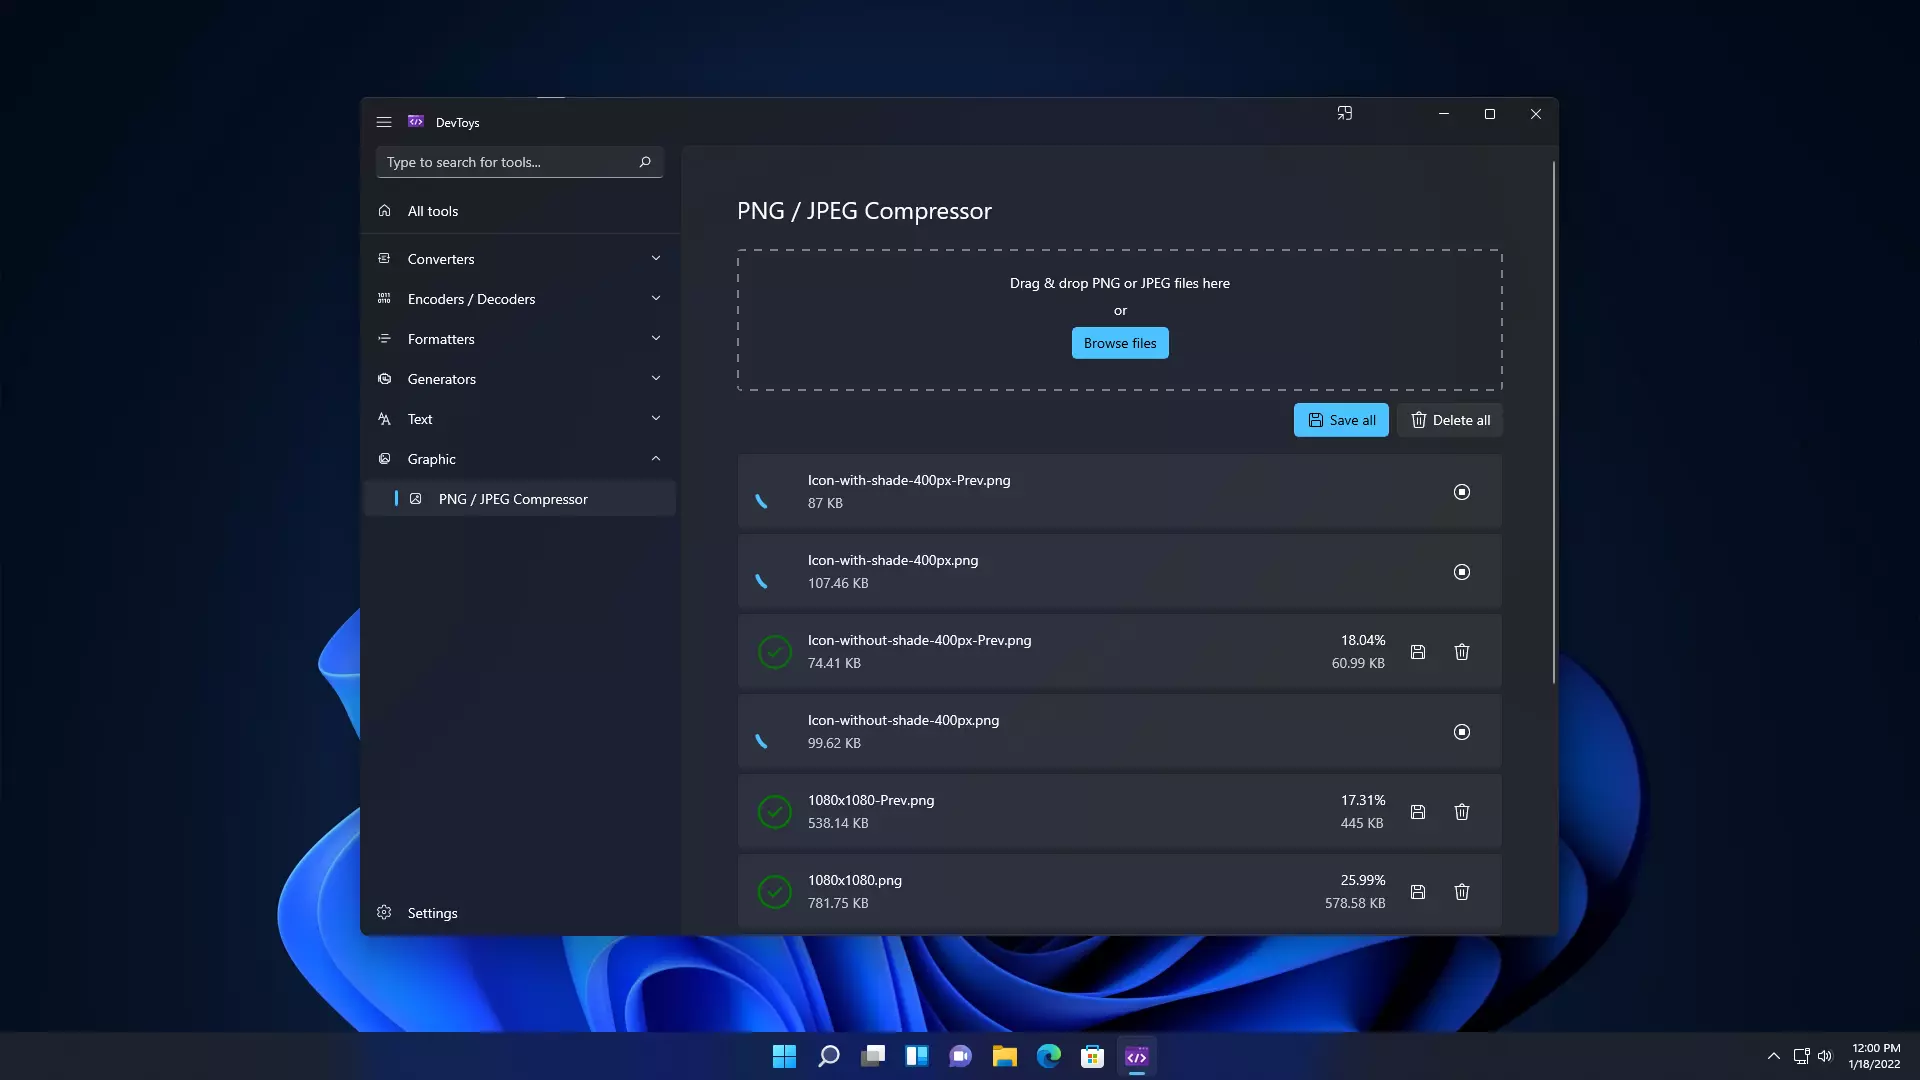 DevToys
Type to search for tools...
All tools
Converters
Encoders / Decoders
Formatters
Generators
Text
Graphic
PNG / JPEG Compressor
Settings
PNG / JPEG Compressor
Drag & drop PNG or JPEG files here
or
Browse files
Save all
Delete all
Icon-with-shade-400px-Prev.png
87 KB
Icon-with-shade-400px.png
107.46 KB
Icon-without-shade-400px-Prev.png
74.41 KB
18.04%
60.99 KB
Icon-without-shade-400px.png
99.62 KB
1080x1080-Prev.png
538.14 KB
17.31%
445 KB
1080x1080.png
781.75 KB
25.99%
578.58 KB
12:00 PM
1/18/2022